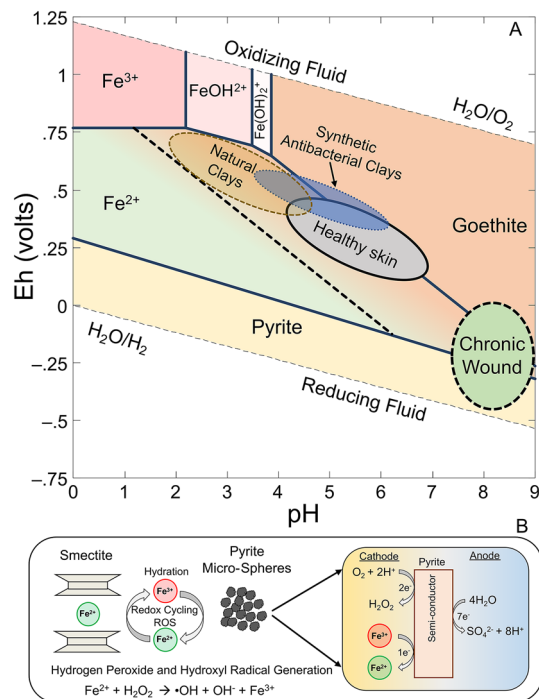 A
1.25
1
.75
.5
.25
0
−.25
−.5
−.75
Eh (volts)
0 1 2 3 4 5 6 7 8 9
pH
Oxidizing Fluid
H₂O/O₂
Fe³⁺
FeOH²⁺
Fe(OH)₂⁺
Synthetic
Antibacterial Clays
Natural
Clays
Fe²⁺
Healthy skin
Goethite
Pyrite
H₂O/H₂
Chronic
Wound
Reducing Fluid
B
Smectite
Fe²⁺
Hydration
Fe³⁺
Redox Cycling
ROS
Fe²⁺
Pyrite
Micro-Spheres
Hydrogen Peroxide and Hydroxyl Radical Generation
Fe²⁺ + H₂O₂ → •OH + OH⁻ + Fe³⁺
Cathode
Pyrite
Anode
O₂ + 2H⁺
2e⁻
H₂O₂
Fe³⁺
1e⁻
Fe²⁺
Semi-conductor
4H₂O
7e⁻
SO₄²⁻ + 8H⁺